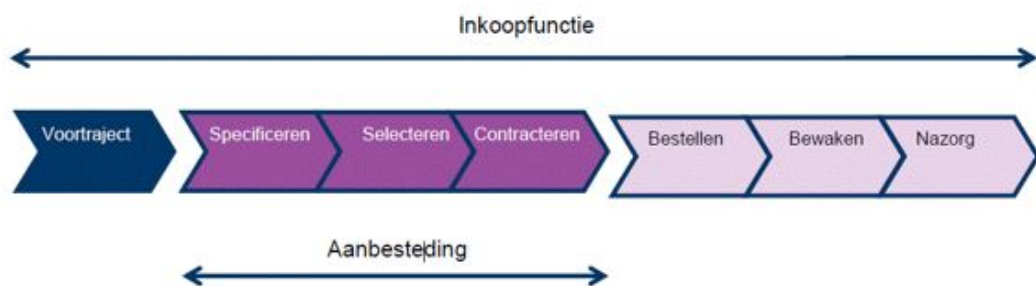 Inkoopfunctie
Voortraject
Specificeren
Selecteren
Contracteren
Bestellen
Bewaken
Nazorg
Aanbesteding